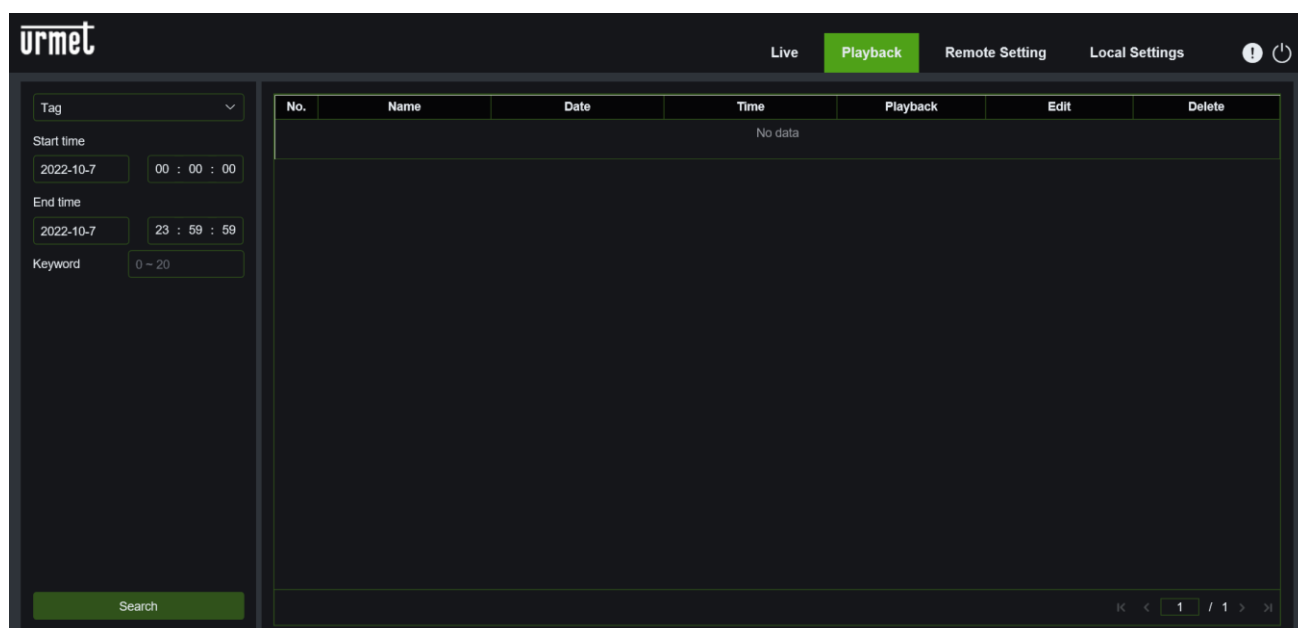 urmet
Live Playback Remote Setting Local Settings
Tag
Start time
2022-10-7 00 : 00 : 00
End time
2022-10-7 23 : 59 : 59
Keyword 0 ~ 20
Search
No. Name Date Time Playback Edit Delete
No data
1 / 1